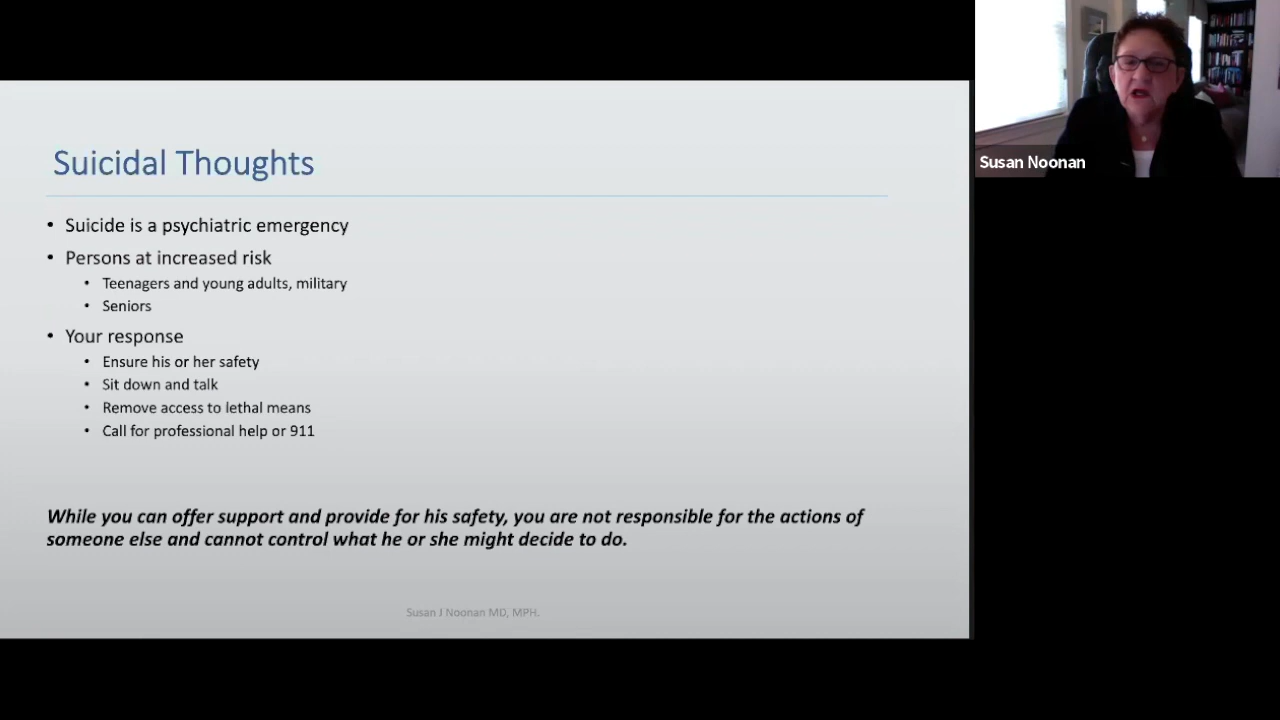 Suicidal Thoughts
• Suicide is a psychiatric emergency
• Persons at increased risk
• Teenagers and young adults, military
• Seniors
• Your response
• Ensure his or her safety
• Sit down and talk
• Remove access to lethal means
• Call for professional help or 911
While you can offer support and provide for his safety, you are not responsible for the actions of
someone else and cannot control what he or she might decide to do.
Susan J Noonan MD, MPH.
Susan Noonan